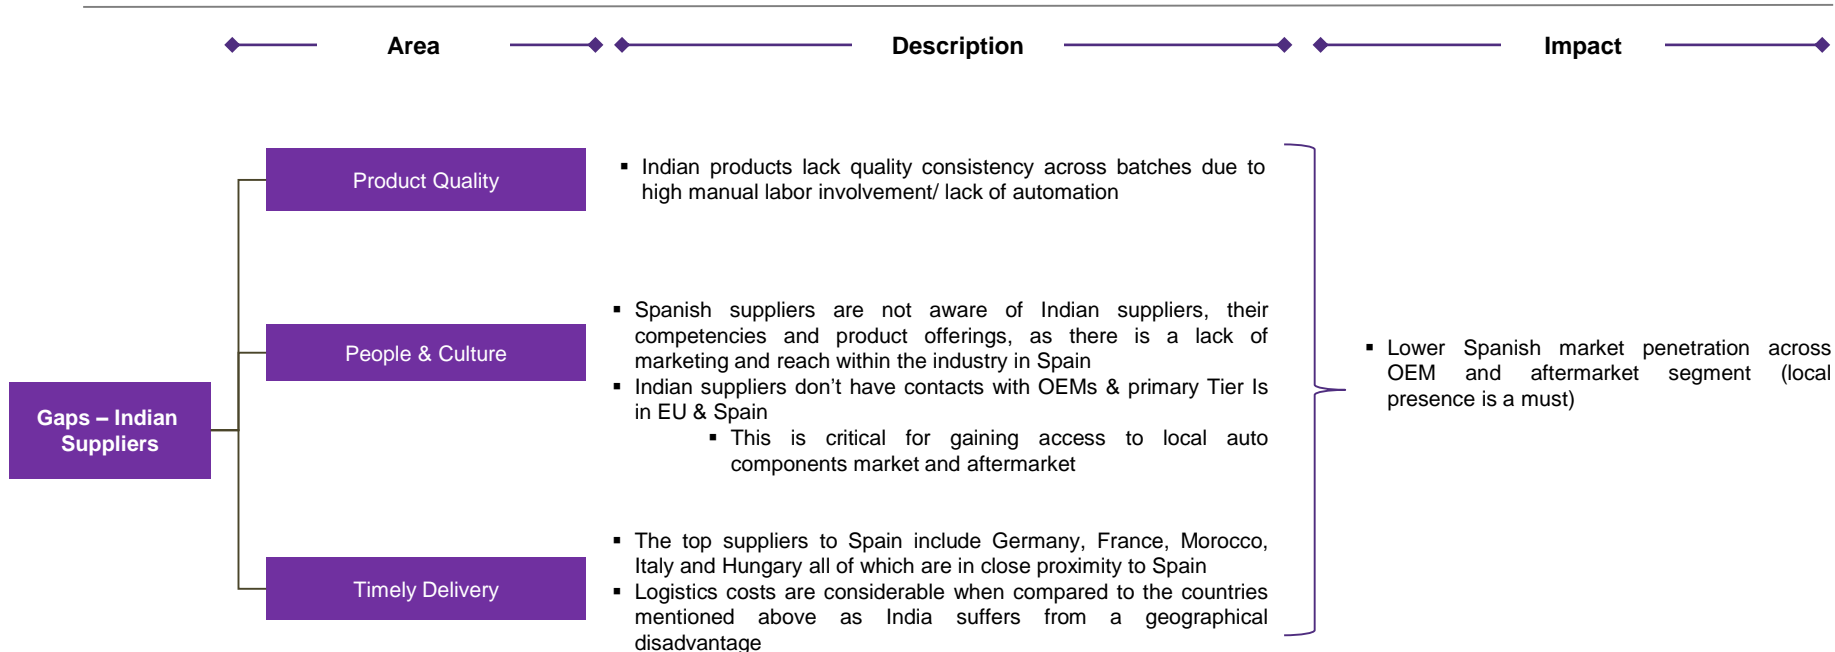 Area
Description
Impact
Product Quality
▪ Indian products lack quality consistency across batches due to
high manual labor involvement/ lack of automation
▪ Spanish suppliers are not aware of Indian suppliers, their
competencies and product offerings, as there is a lack of
marketing and reach within the industry in Spain
People & Culture
▪ Indian suppliers don’t have contacts with OEMs & primary Tier Is
in EU & Spain
▪ This is critical for gaining access to local auto
components market and aftermarket
▪ Lower Spanish market penetration across
OEM and aftermarket segment (local
presence is a must)
Gaps – Indian
Suppliers
▪ The top suppliers to Spain include Germany, France, Morocco,
Italy and Hungary all of which are in close proximity to Spain
Timely Delivery
▪ Logistics costs are considerable when compared to the countries
mentioned above as India suffers from a geographical
disadvantage